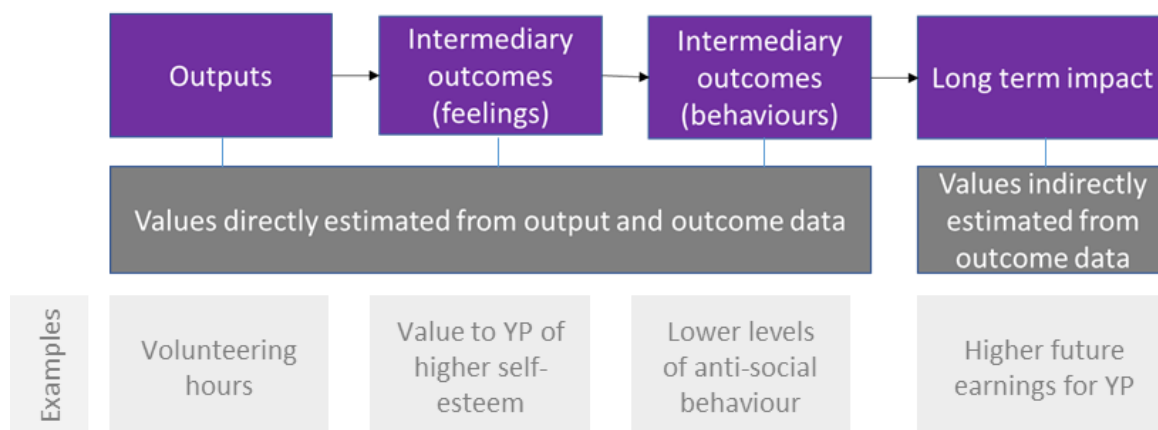 Outputs
Intermediary
outcomes
(feelings)
Intermediary
outcomes
(behaviours)
Long term impact
Values directly estimated from output and outcome data
Values indirectly
estimated from
outcome data
Examples
Volunteering
hours
Value to YP of
higher self-
esteem
Lower levels
of anti-social
behaviour
Higher future
earnings for YP